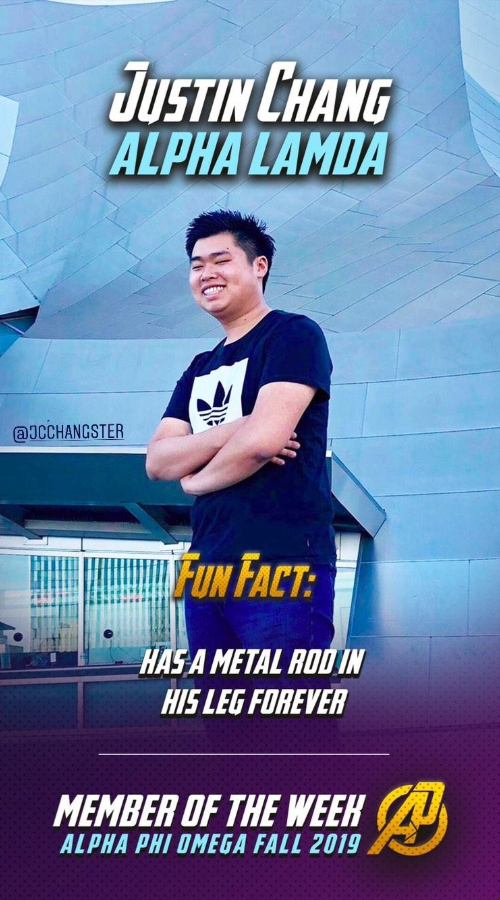 JUSTIN CHANG
ALPHA LAMDA
@JCCHANGSTER
FUN FACT:
HAS A METAL ROD IN
HIS LEG FOREVER
MEMBER OF THE WEEK
ALPHA PHI OMEGA FALL 2019